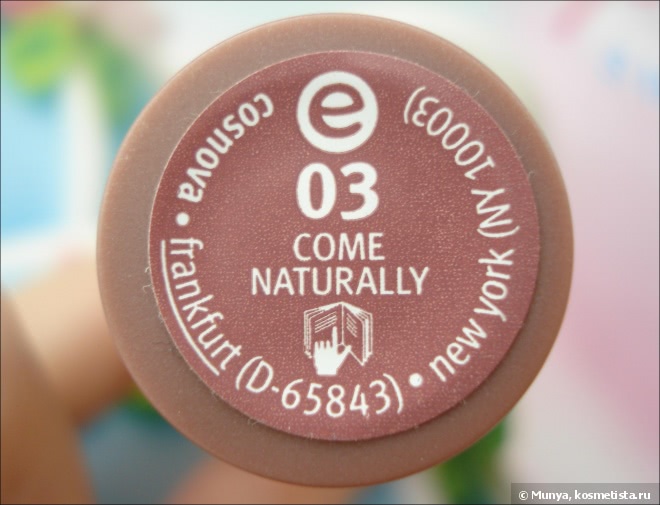 e
03
COME
NATURALLY
cosnova • frankfurt (D-65843) • new york (NY 10003)
© Munya, kosmetista.ru